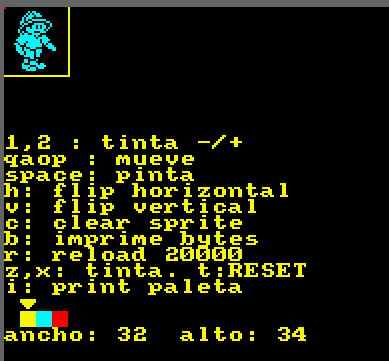 1,2 : tinta -/+
qaop : mueve
space: pinta
h: flip horizontal
v: flip vertical
c: clear sprite
b: imprime bytes
r: reload 20000
z,x: tinta. t:RESET
i: print paleta
ancho: 32  alto: 34